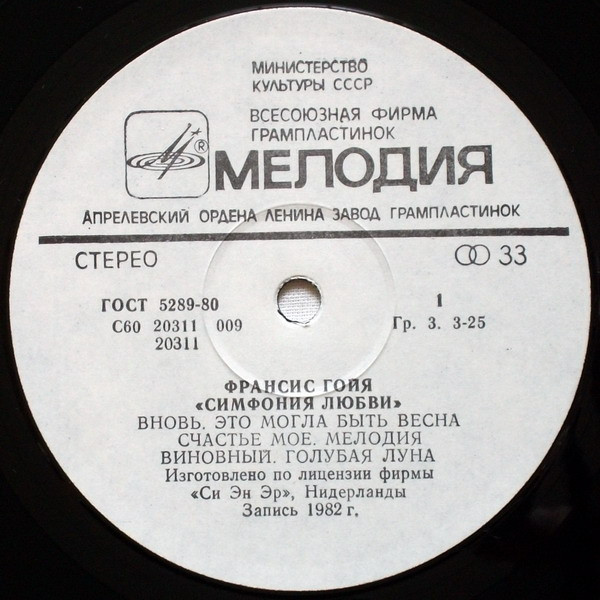 МИНИСТЕРСТВО
КУЛЬТУРЫ СССР
ВСЕСОЮЗНАЯ ФИРМА
ГРАМПЛАСТИНОК
® МЕЛОДИЯ
АПРЕЛЕВСКИЙ ОРДЕНА ЛЕНИНА ЗАВОД ГРАМПЛАСТИНОК
СТЕРЕО 33
ГОСТ 5289-80 1
С60 20311 009 Гр. 3. 3-25
20311
ФРАНСИС ГОЙЯ
«СИМФОНИЯ ЛЮБВИ»
ВНОВЬ. ЭТО МОГЛА БЫТЬ ВЕСНА
СЧАСТЬЕ МОЕ. МЕЛОДИЯ
ВИНОВНЫЙ. ГОЛУБАЯ ЛУНА
Изготовлено по лицензии фирмы
«Си Эн Эр», Нидерланды
Запись 1982 г.